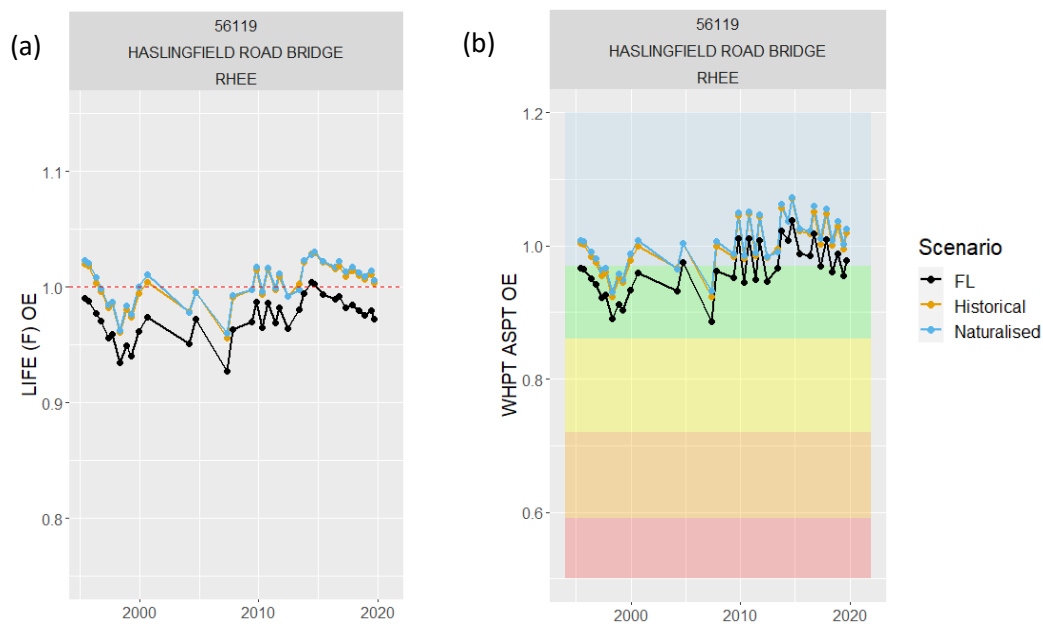 (a)
56119
HASLINGFIELD ROAD BRIDGE
RHEE
LIFE (F) OE
1.1
1.0
0.9
0.8
2000
2010
2020
(b)
56119
HASLINGFIELD ROAD BRIDGE
RHEE
WHPT ASPT OE
1.2
1.0
0.8
0.6
2000
2010
2020
Scenario
FL
Historical
Naturalised